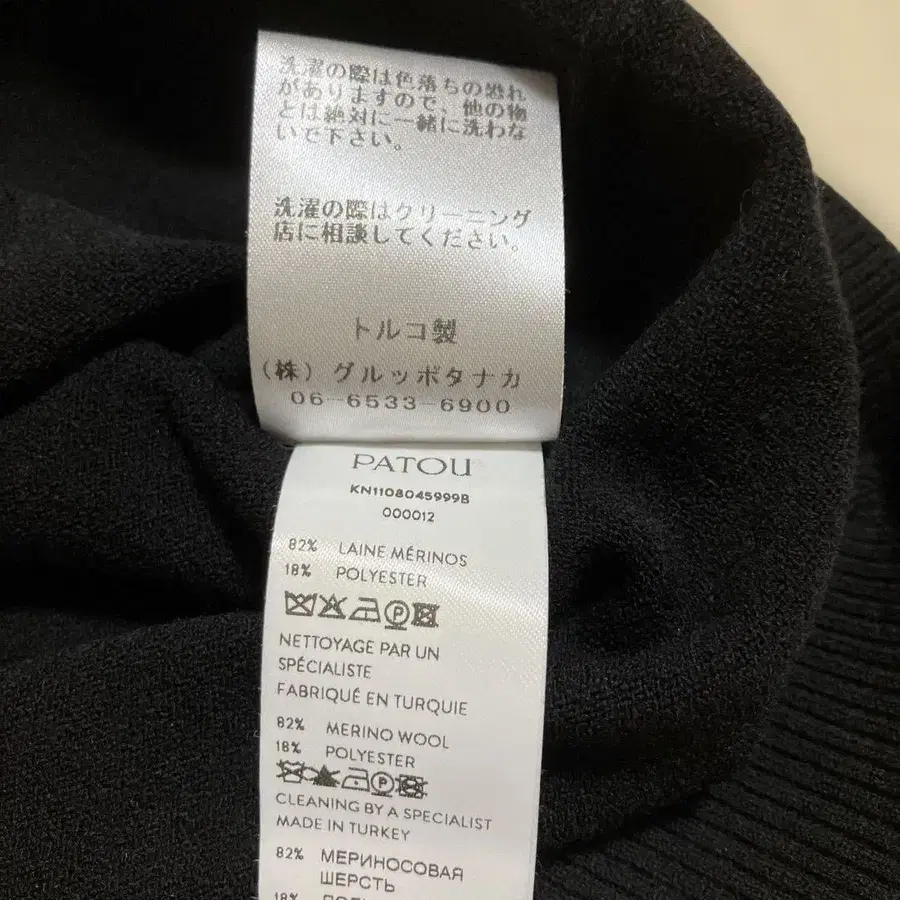 洗濯の際は色落ちの恐れ
がありますので、他の物
とは絶対に一緒に洗わな
いで下さい。
洗濯の際はクリーニング
店に相談してください。
トルコ製
(株) グルッポタナカ
06-6533-6900
PATOU
KN1108045999B
000012
82% LAINE MÉRINOS
18% POLYESTER
P
NETTOYAGE PAR UN
SPÉCIALISTE
FABRIQUÉ EN TURQUIE
82% MERINO WOOL
18% POLYESTER
P
CLEANING BY A SPECIALIST
MADE IN TURKEY
82% МЕРИНОСОВАЯ
ШЕРСТЬ
18%